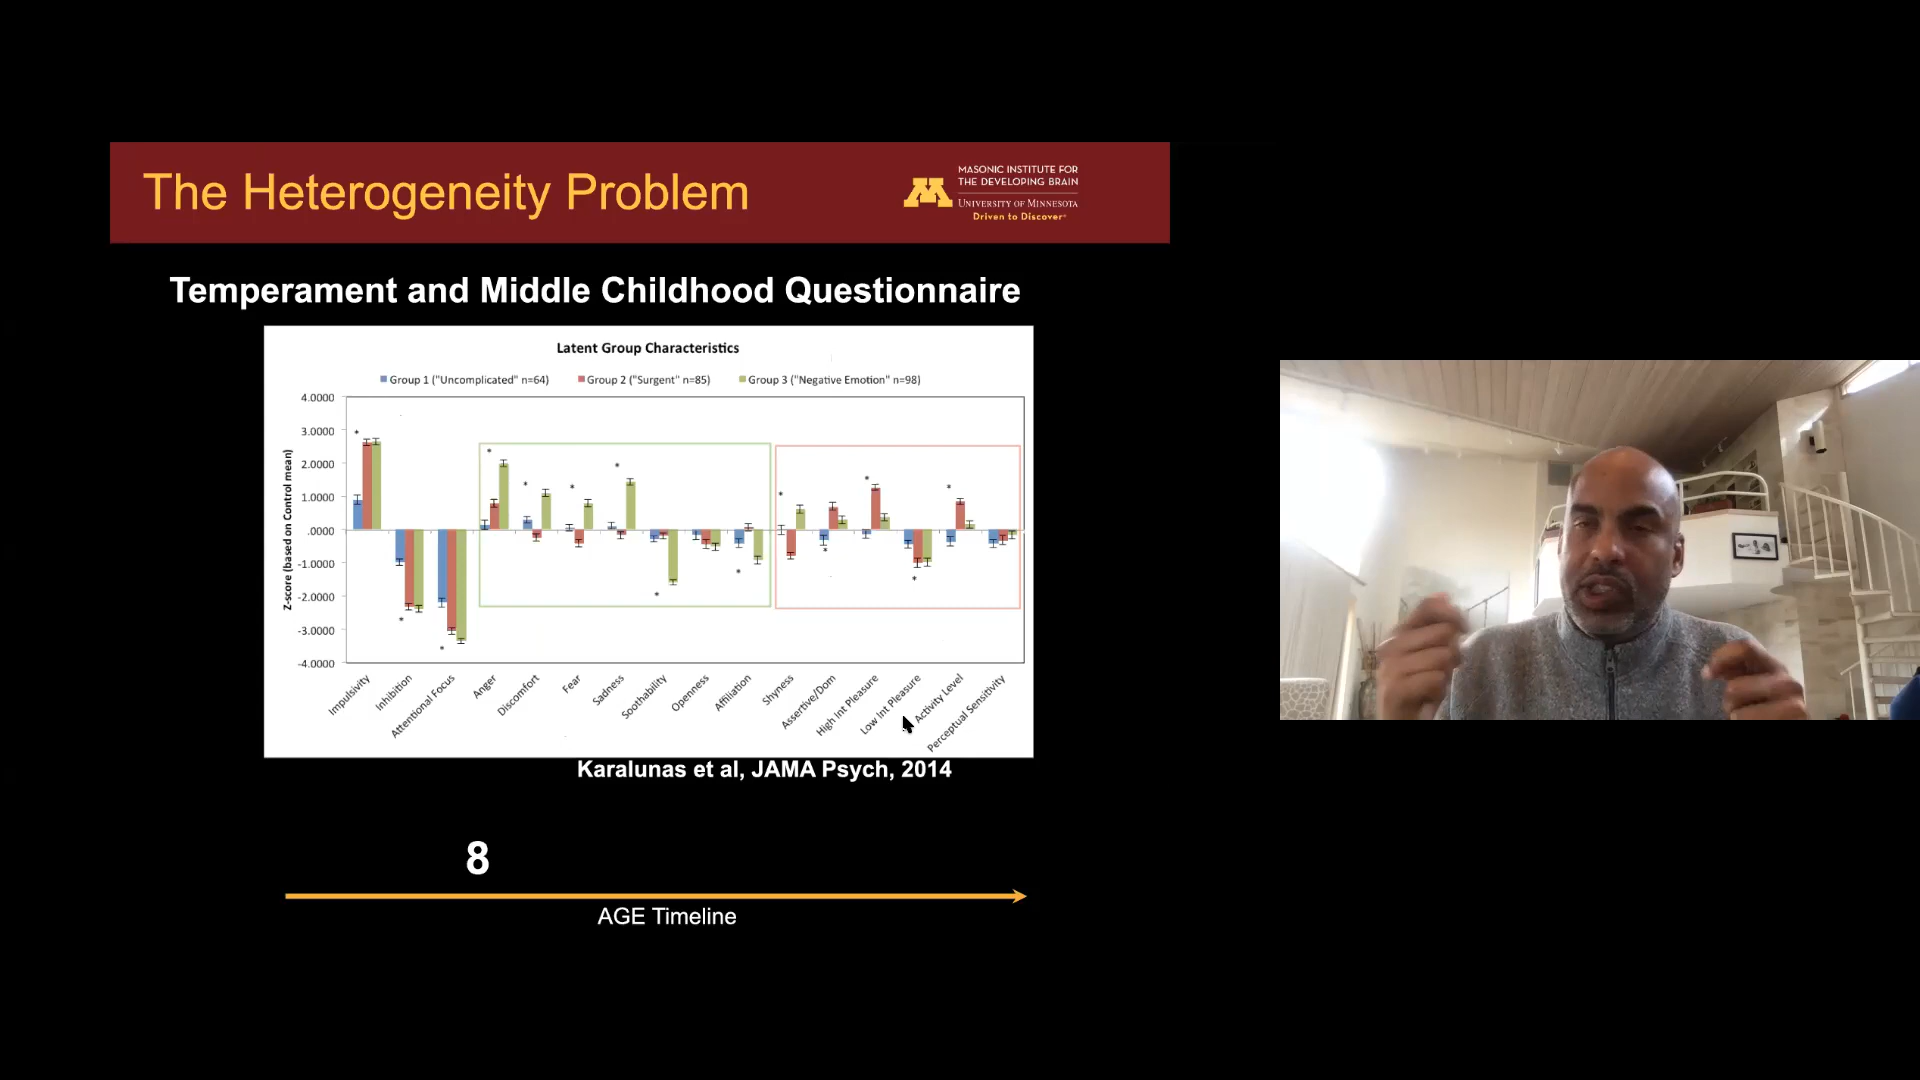 The Heterogeneity Problem
MASONIC INSTITUTE FOR
THE DEVELOPING BRAIN
UNIVERSITY OF MINNESOTA
Driven to Discover®
Temperament and Middle Childhood Questionnaire
Latent Group Characteristics
Group 1 ("Uncomplicated" n=64)
Group 2 ("Surgent" n=85)
Group 3 ("Negative Emotion" n=98)
Z-score (based on Control mean)
4.0000
3.0000
2.0000
1.0000
.0000
-1.0000
-2.0000
-3.0000
-4.0000
Impulsivity
Inhibition
Attentional Focus
Anger
Discomfort
Fear
Sadness
Soothability
Openness
Affiliation
Shyness
Assertive/Dom
High Int Pleasure
Low Int Pleasure
Activity Level
Perceptual Sensitivity
Karalunas et al, JAMA Psych, 2014
8
AGE Timeline